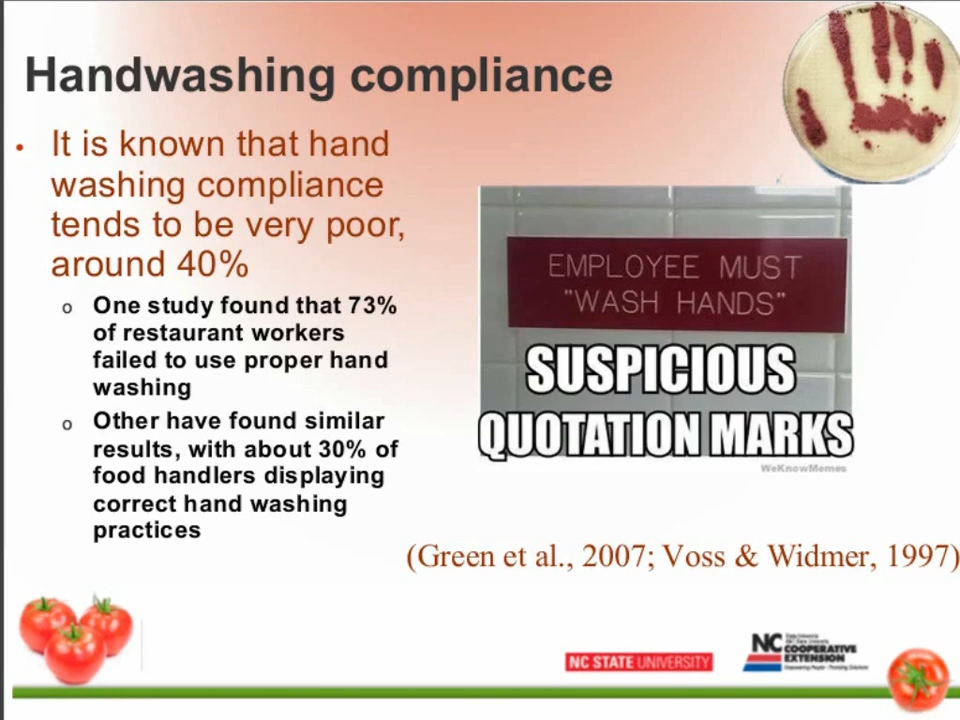 Handwashing compliance
• It is known that hand
washing compliance
tends to be very poor,
around 40%
o One study found that 73%
of restaurant workers
failed to use proper hand
washing
o Other have found similar
results, with about 30% of
food handlers displaying
correct hand washing
practices
EMPLOYEE MUST
"WASH HANDS"
SUSPICIOUS
QUOTATION MARKS
WeKnowMemes
(Green et al., 2007; Voss & Widmer, 1997)
NC STATE UNIVERSITY
NC
COOPERATIVE
EXTENSION